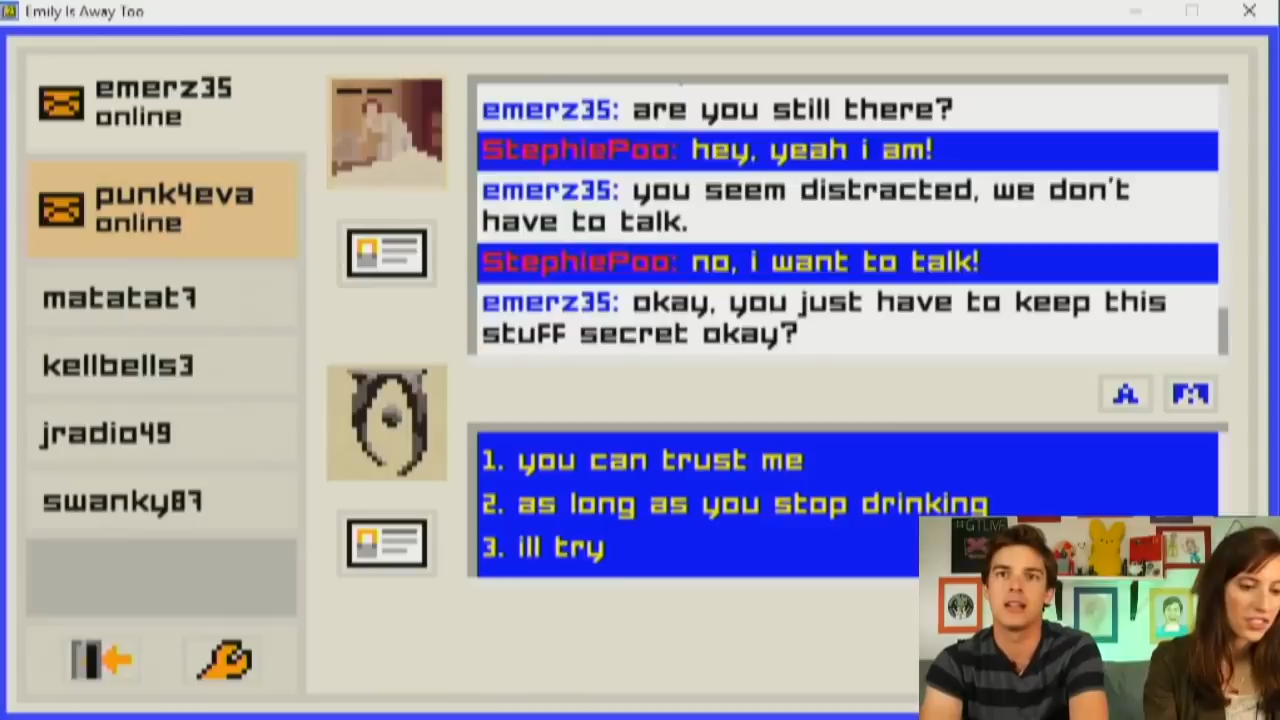 Emily Is Away Too
emerz35
online
punk4eva
online
matatat7
kellbells3
jradio49
swanky87
emerz35: are you still there?
StephiePoo: hey, yeah i am!
emerz35: you seem distracted, we don't
have to talk.
StephiePoo: no, i want to talk!
emerz35: okay, you just have to keep this
stuff secret okay?
A
1. you can trust me
2. as long as you stop drinking
3. ill try
#GTLIVE